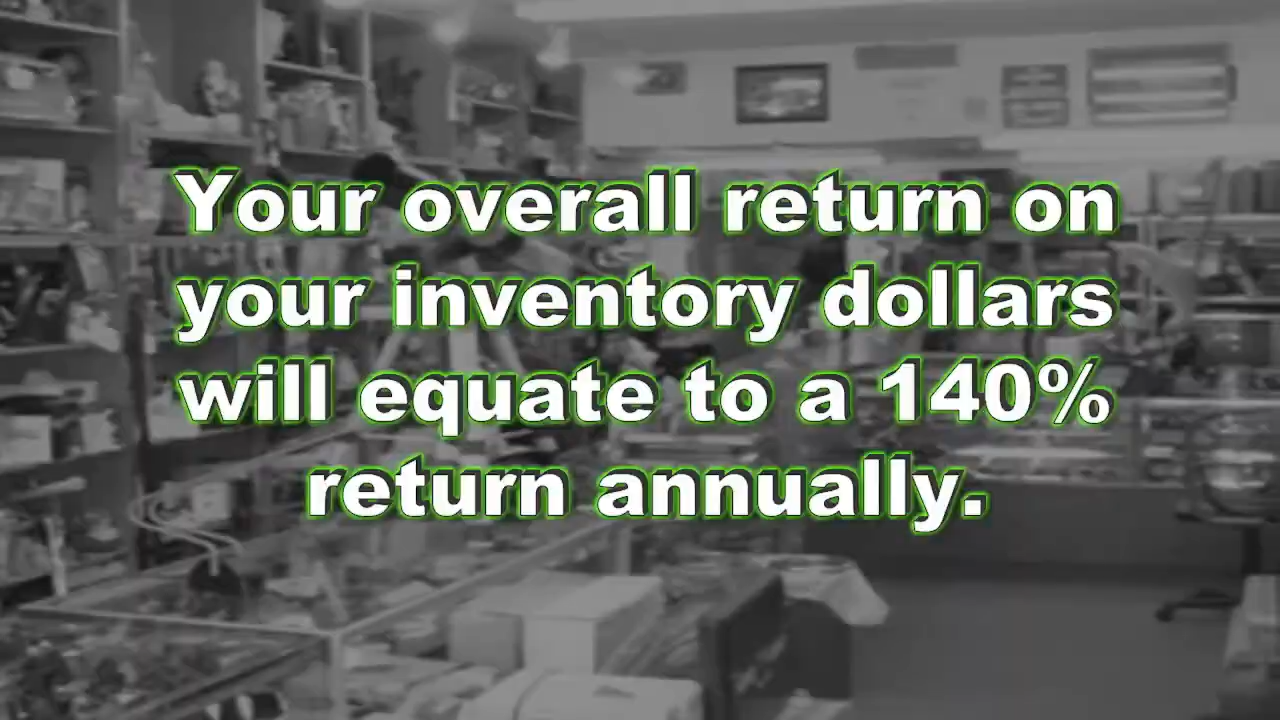 Your overall return on
your inventory dollars
will equate to a 140%
return annually.